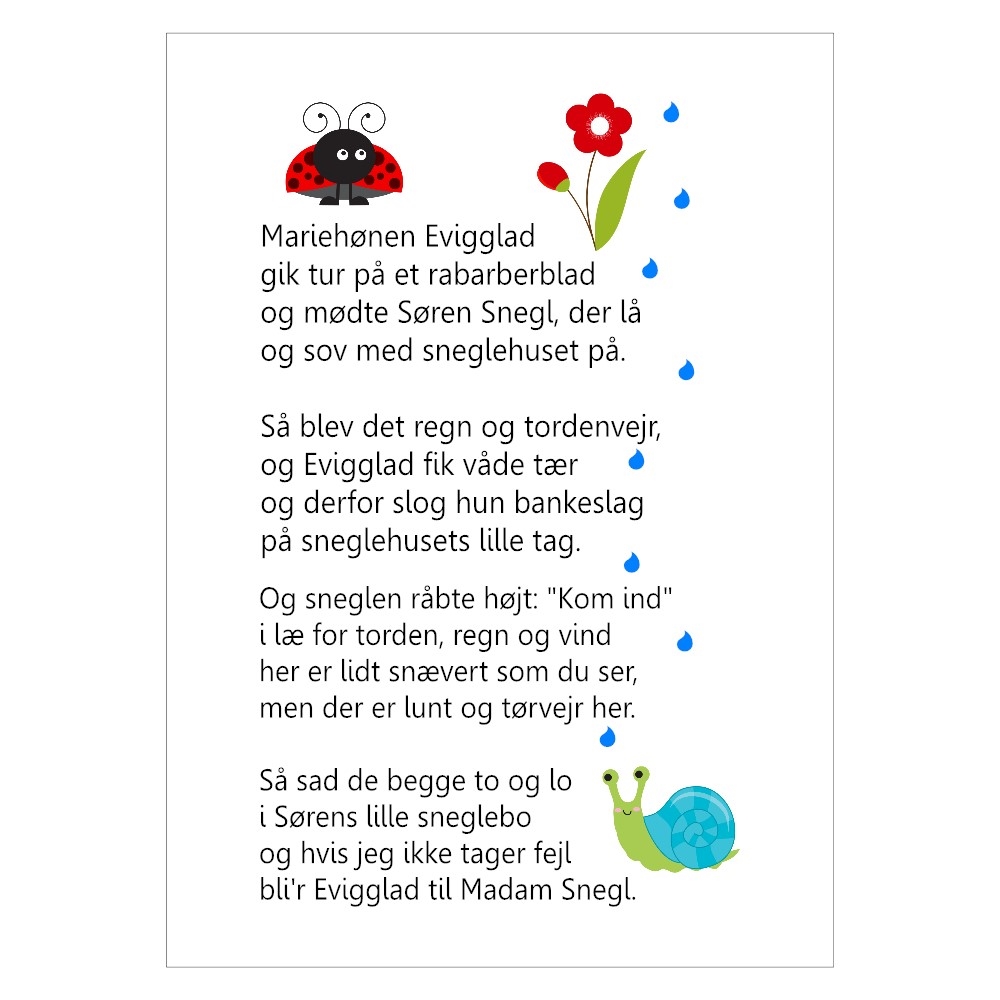 Mariehønen Evigglad
gik tur på et rabarberblad
og mødte Søren Snegl, der lå
og sov med sneglehuset på.
Så blev det regn og tordenvejr,
og Evigglad fik våde tær
og derfor slog hun bankeslag
på sneglehusets lille tag.
Og sneglen råbte højt: "Kom ind"
i læ for torden, regn og vind
her er lidt snævert som du ser,
men der er lunt og tørvejr her.
Så sad de begge to og lo
i Sørens lille sneglebo
og hvis jeg ikke tager fejl
bli'r Evigglad til Madam Snegl.